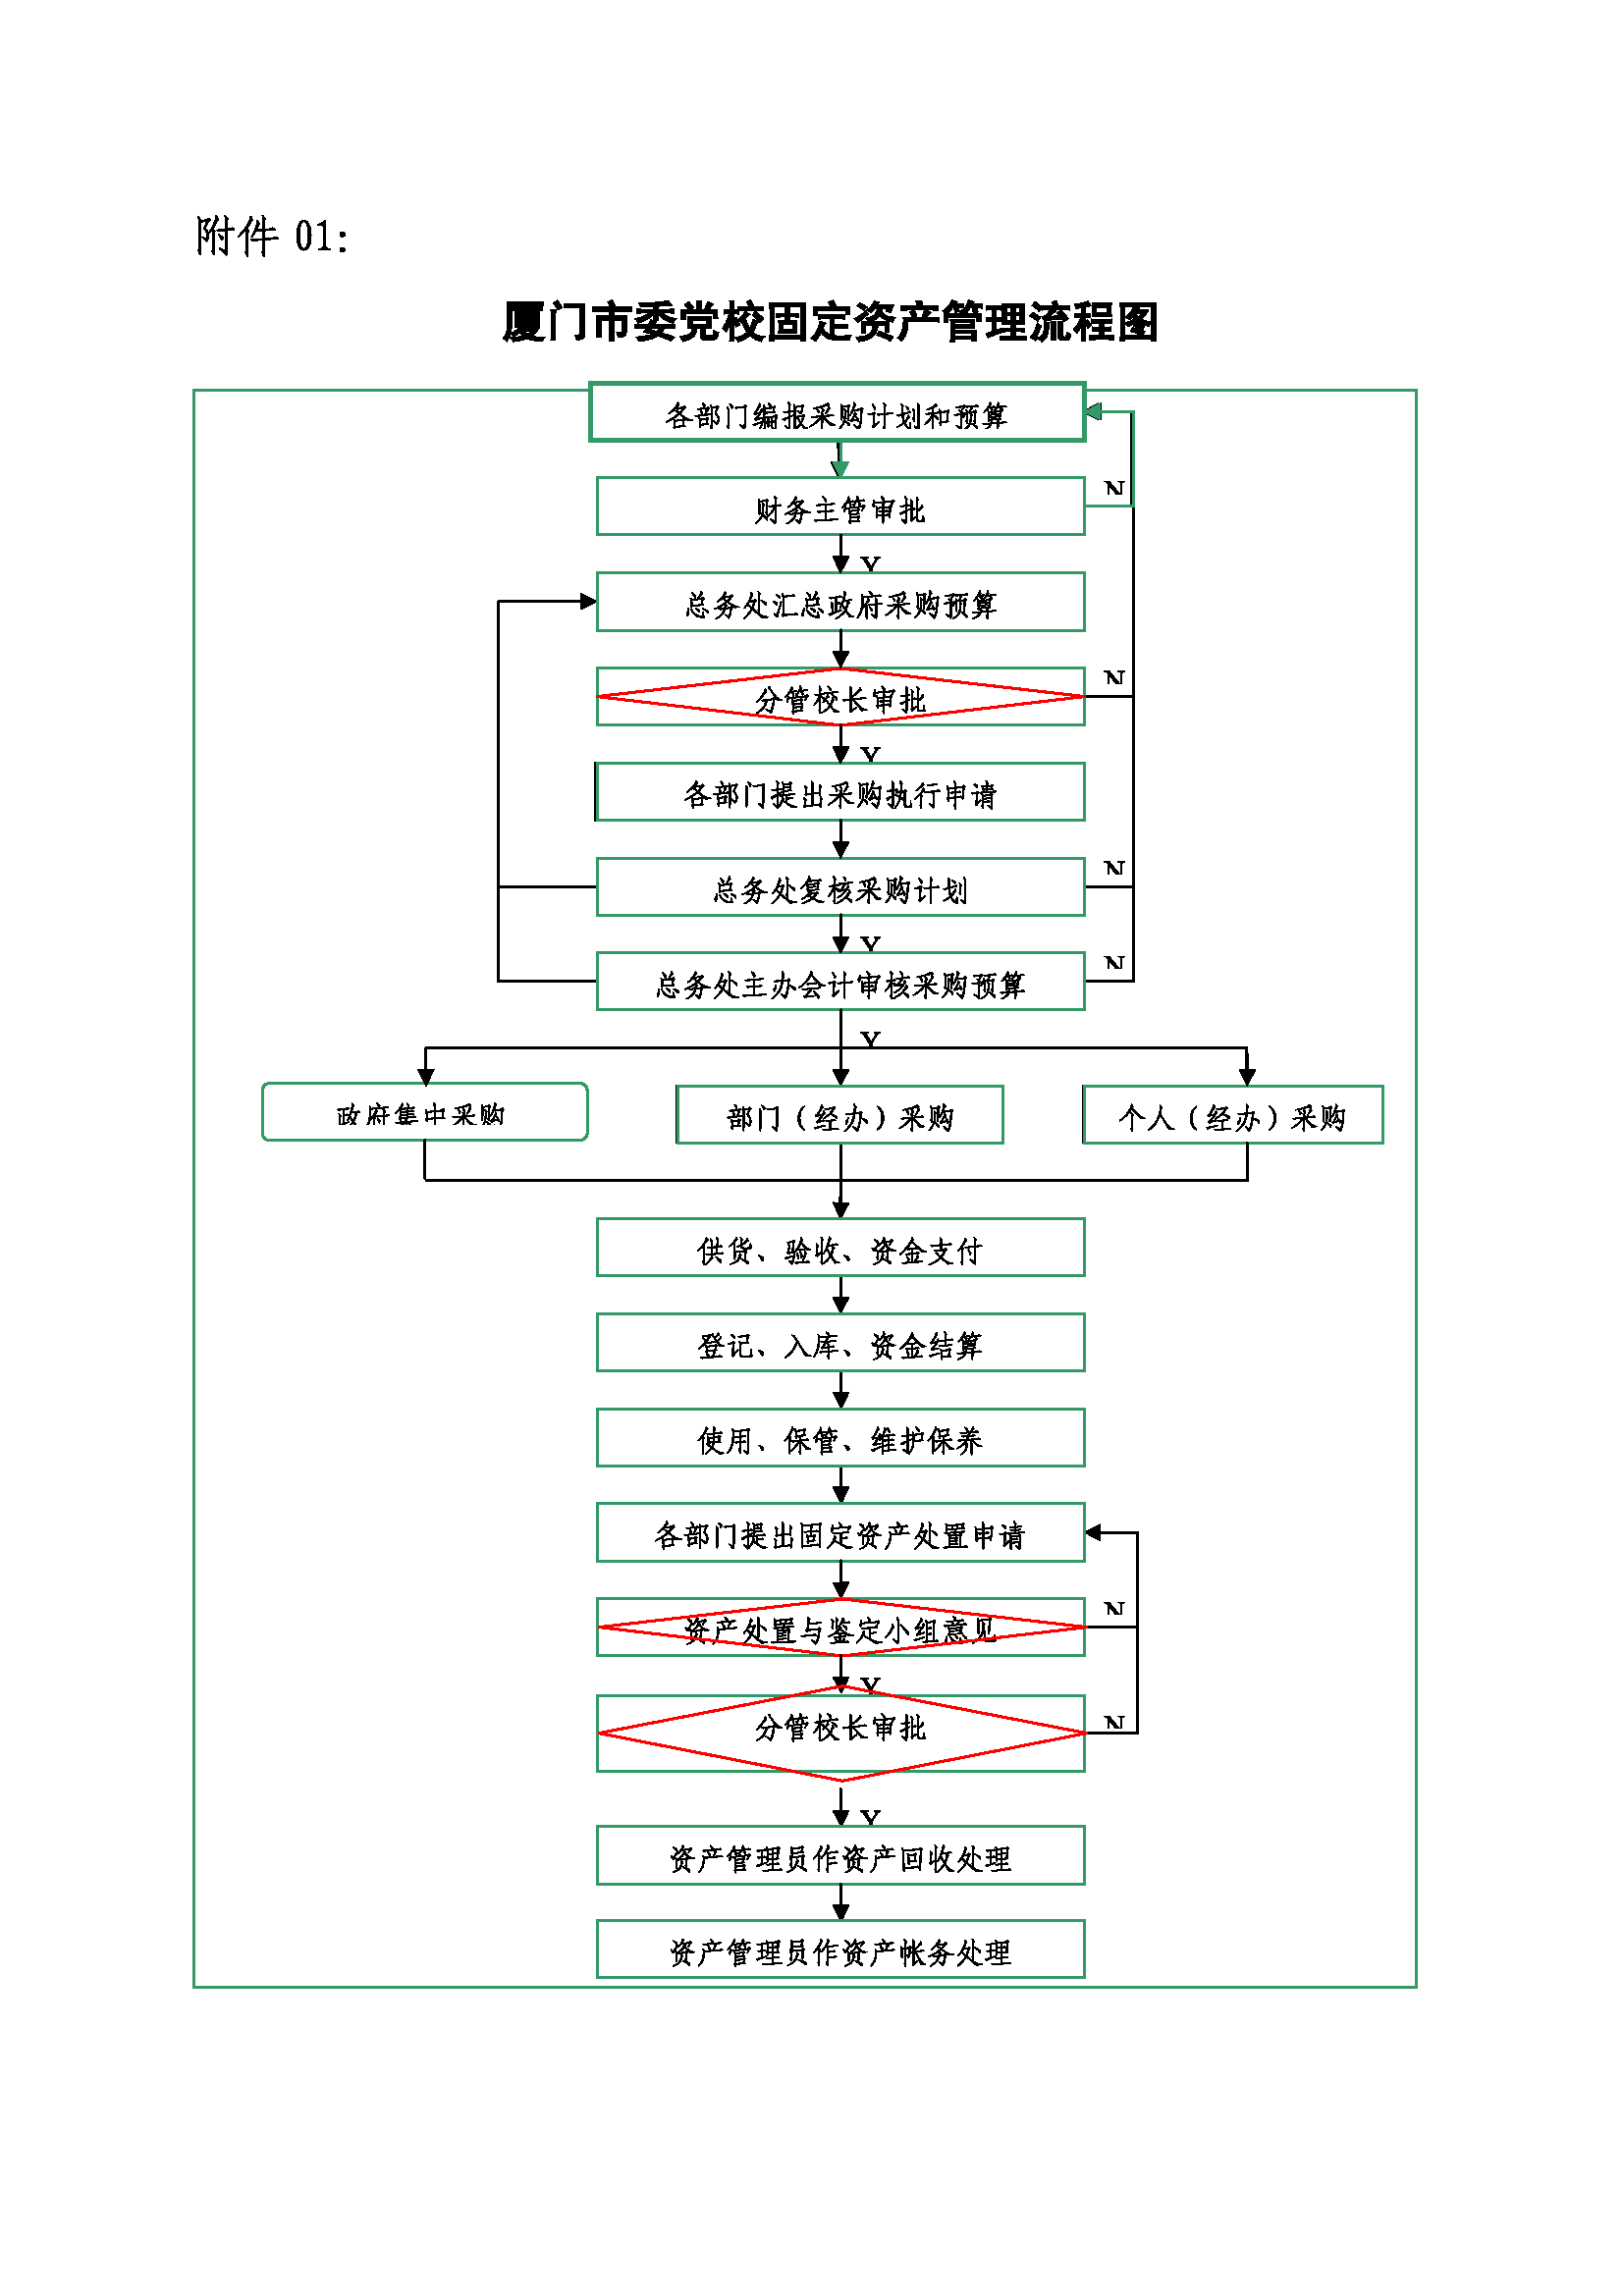 附件 01：
厦门市委党校固定资产管理流程图
各部门编报采购计划和预算
N
财务主管审批
Y
总务处汇总政府采购预算
N
分管校长审批
Y
各部门提出采购执行申请
N
总务处复核采购计划
Y
N
总务处主办会计审核采购预算
Y
政府集中采购
部门（经办）采购
个人（经办）采购
供货、验收、资金支付
登记、入库、资金结算
使用、保管、维护保养
各部门提出固定资产处置申请
N
资产处置与鉴定小组意见
Y
N
分管校长审批
Y
资产管理员作资产回收处理
资产管理员作资产帐务处理